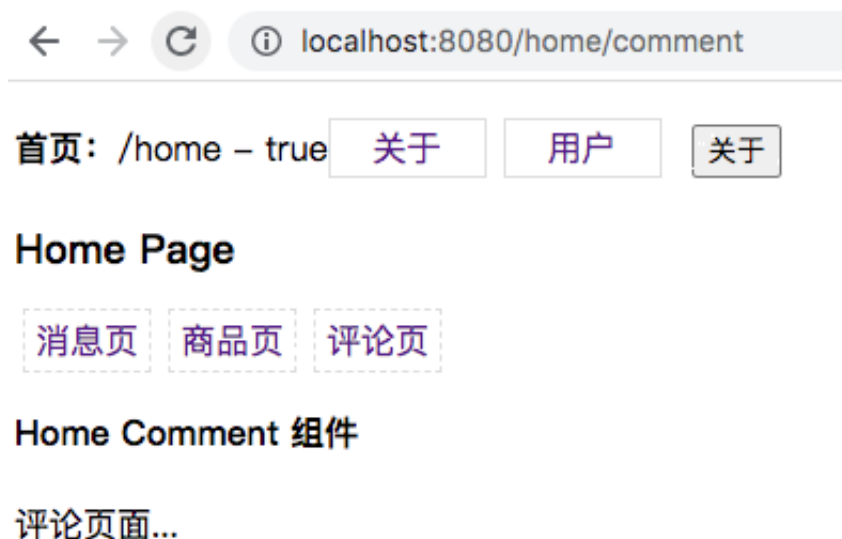 localhost:8080/home/comment
首页：/home – true 关于 用户 关于
Home Page
消息页 商品页 评论页
Home Comment 组件
评论页面...